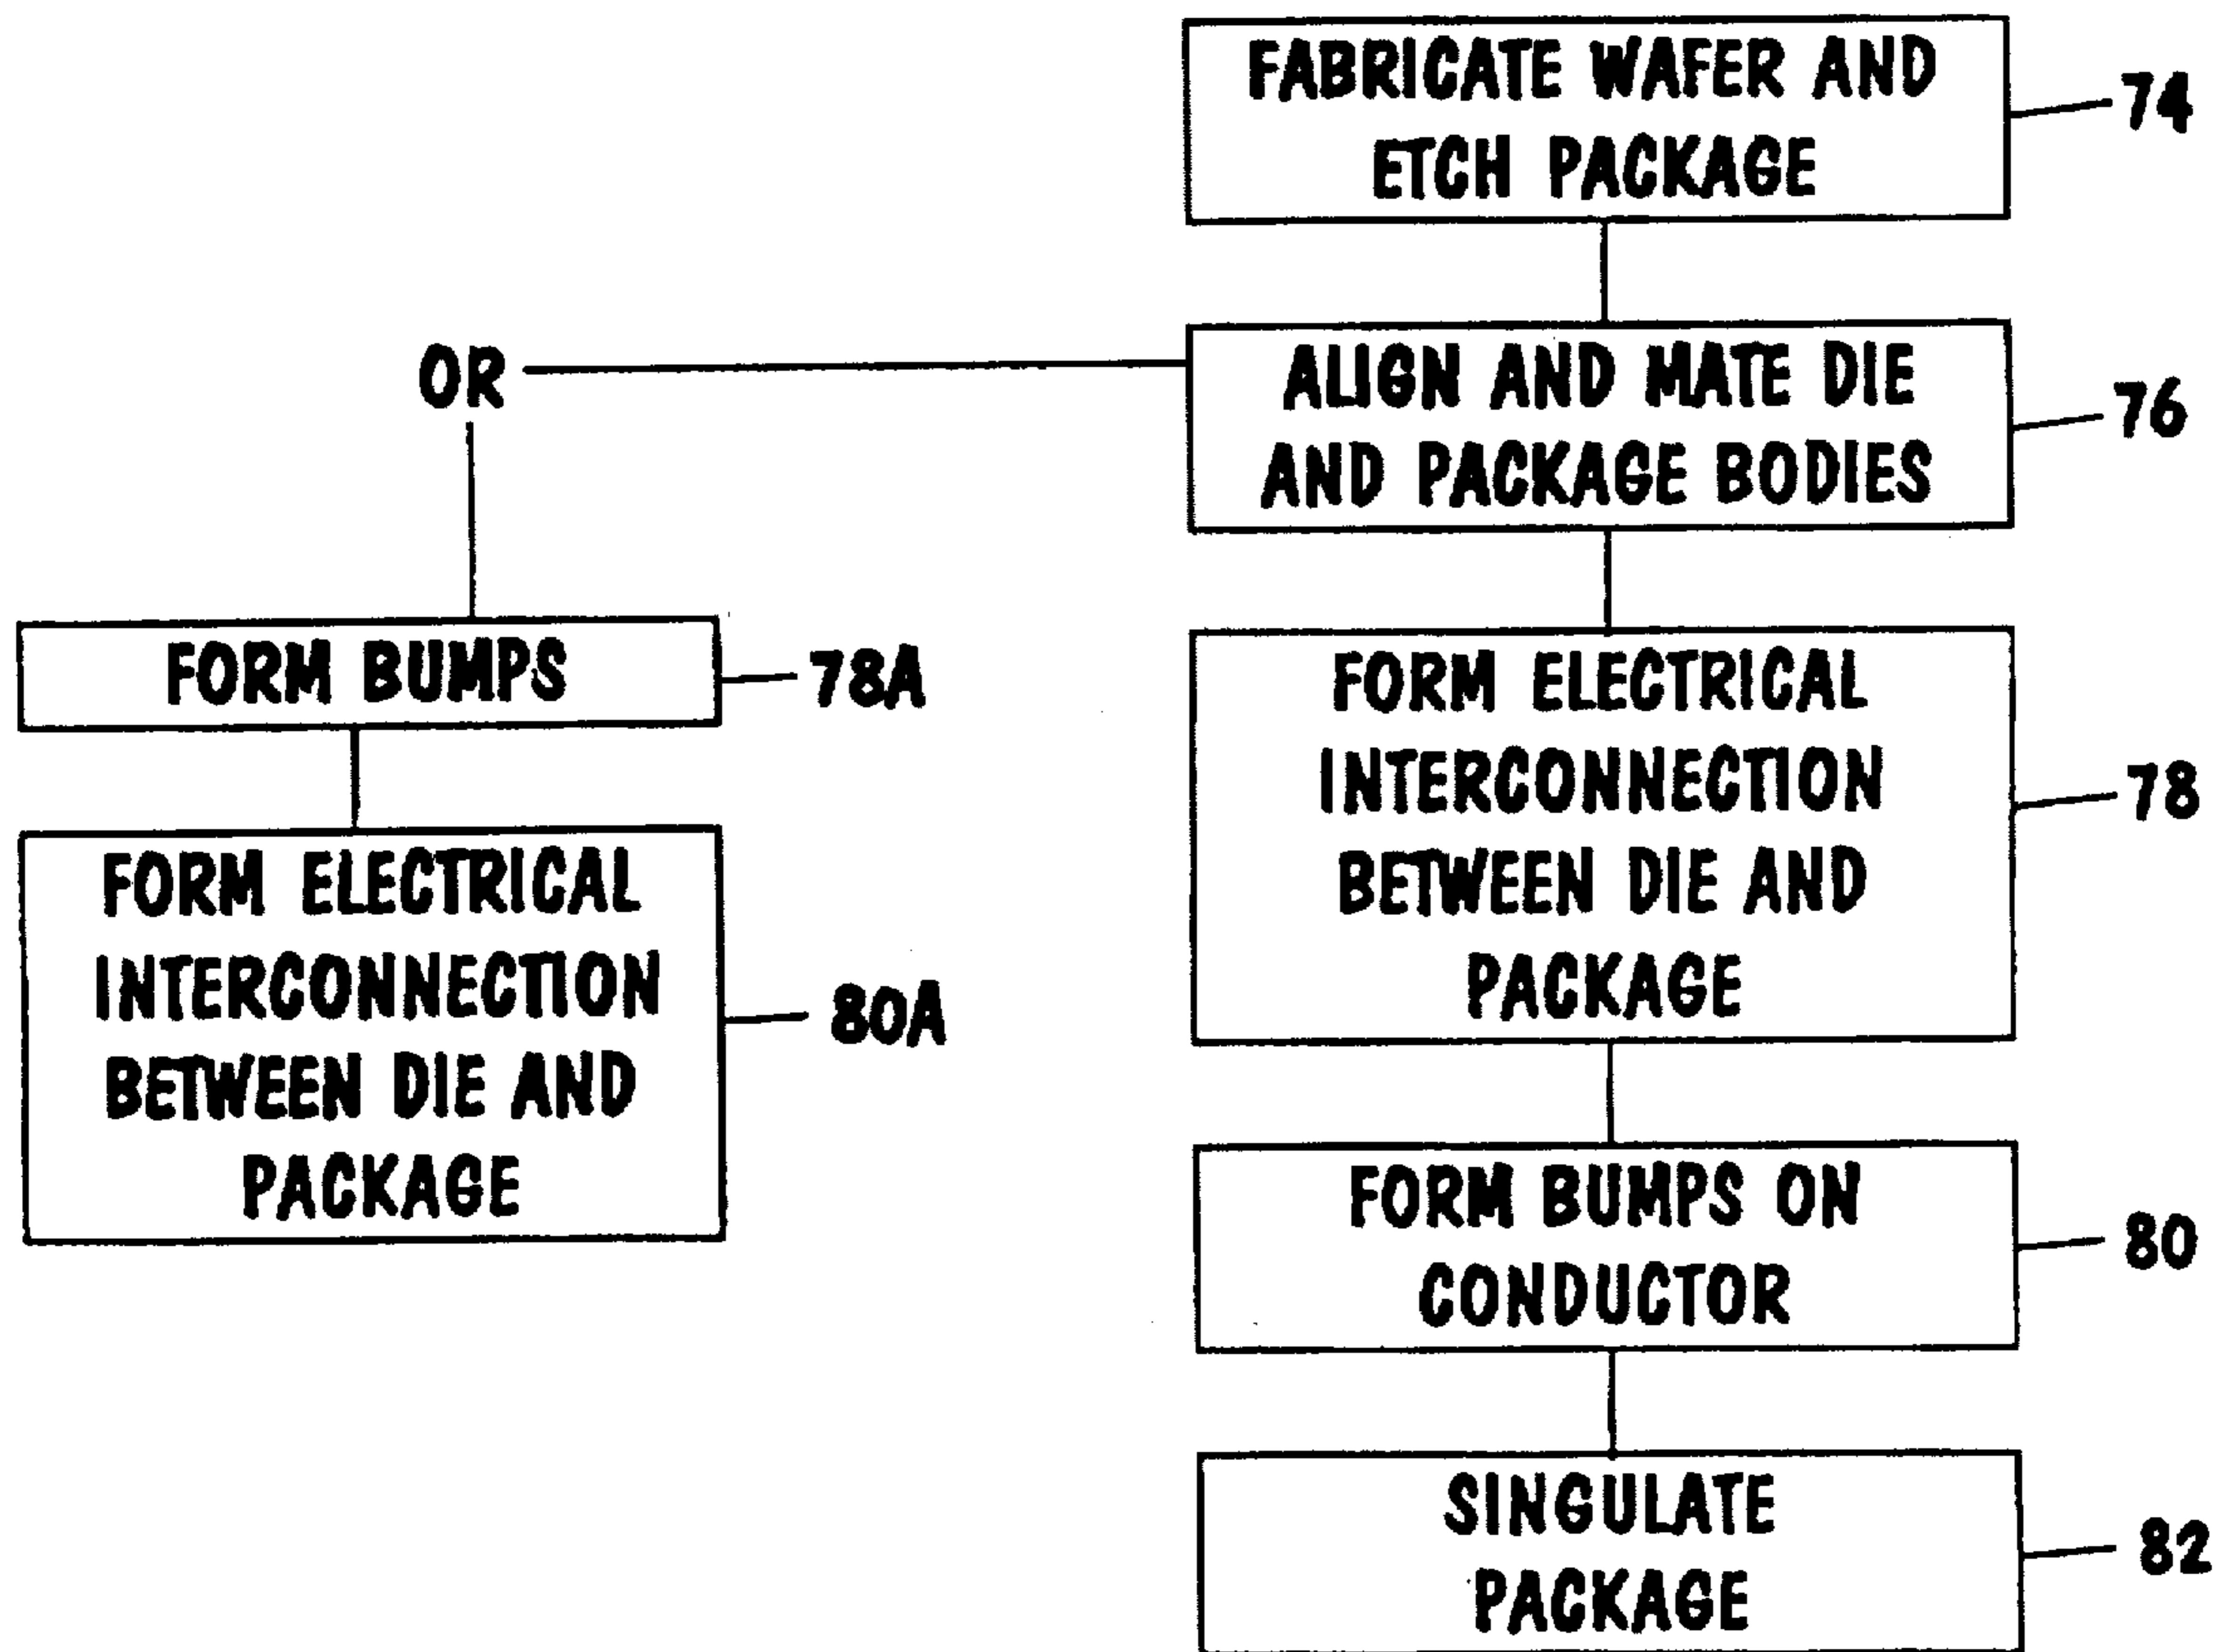 FABRICATE WAFER AND
ETCH PACKAGE
74
OR
ALIGN AND MATE DIE
AND PACKAGE BODIES
76
FORM BUMPS
78A
FORM ELECTRICAL
INTERCONNECTION
BETWEEN DIE AND
PACKAGE
80A
FORM ELECTRICAL
INTERCONNECTION
BETWEEN DIE AND
PACKAGE
78
FORM BUMPS ON
CONDUCTOR
80
SINGULATE
PACKAGE
82